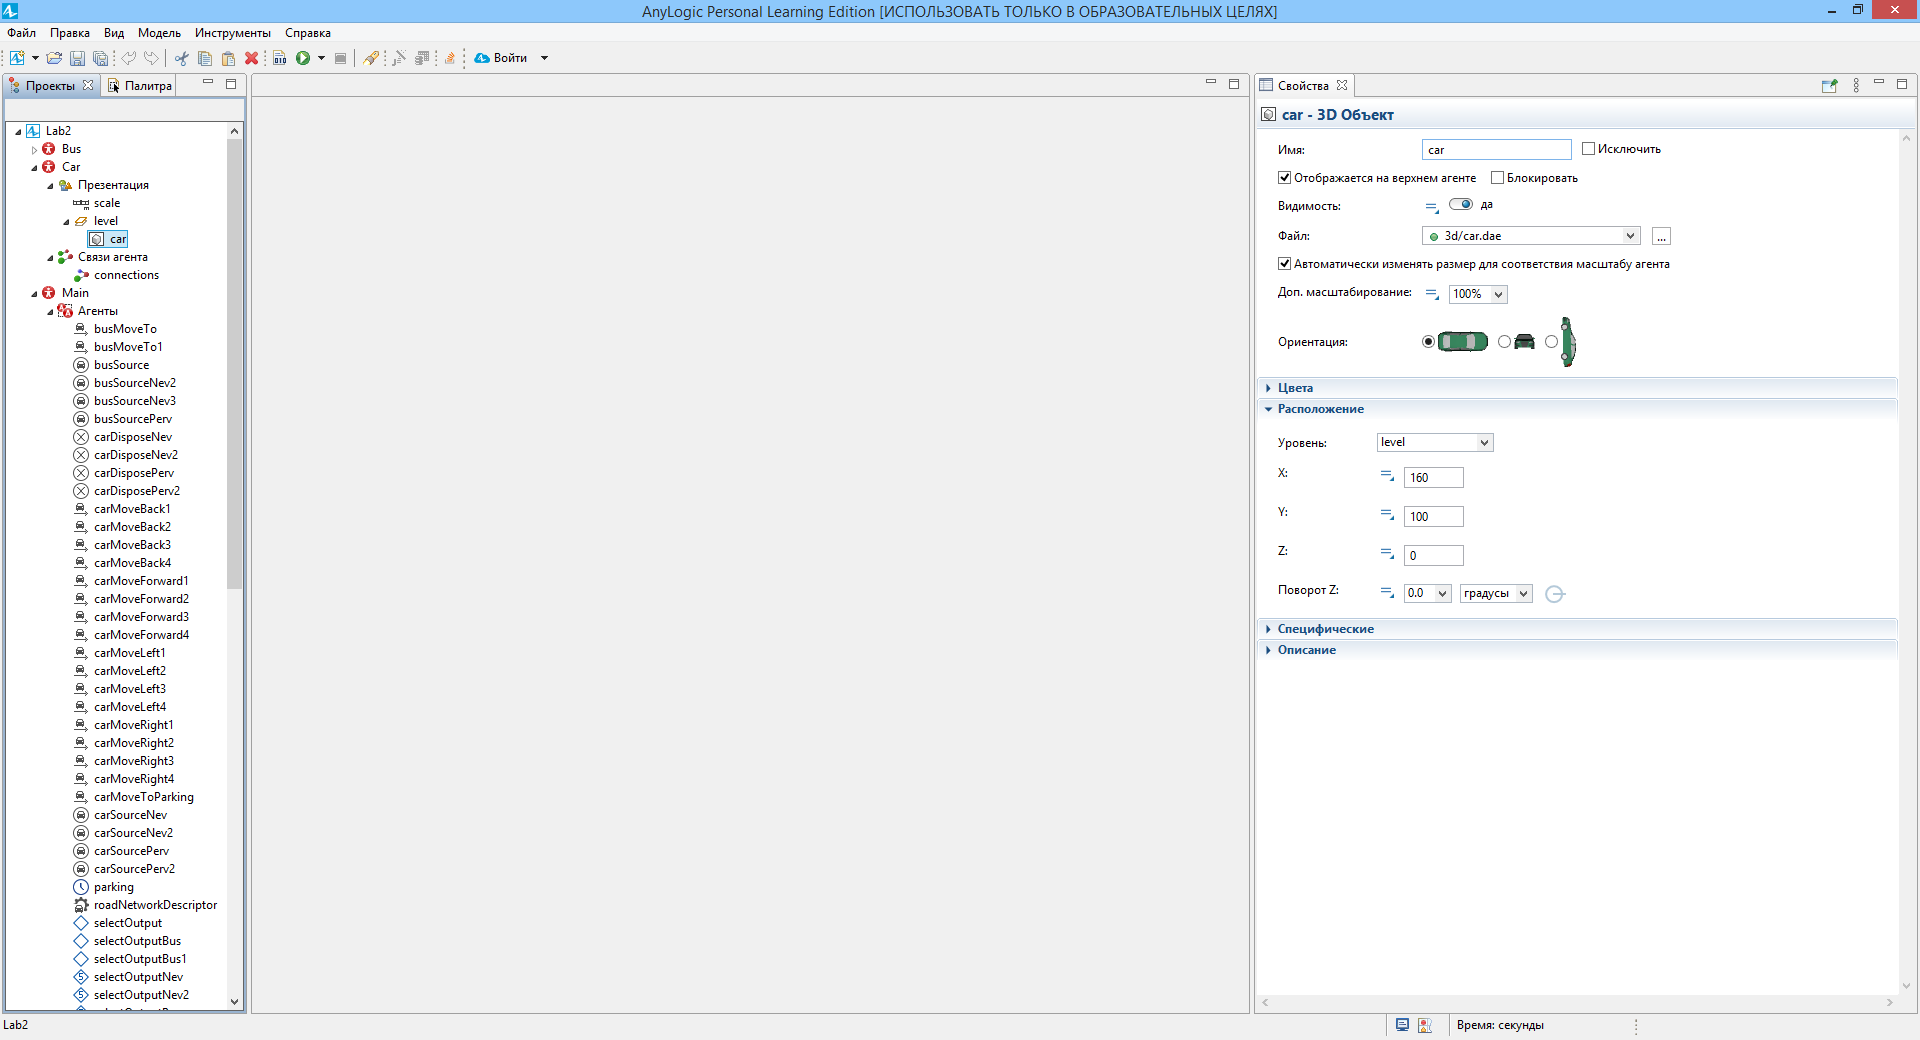 AnyLogic Personal Learning Edition [ИСПОЛЬЗОВАТЬ ТОЛЬКО В ОБРАЗОВАТЕЛЬНЫХ ЦЕЛЯХ]
Файл Правка Вид Модель Инструменты Справка
Войти
Проекты Палитра
Lab2
Bus
Car
Презентация
scale
level
car
Связи агента
connections
Main
Агенты
busMoveTo
busMoveTo1
busSource
busSourceNev2
busSourceNev3
busSourcePerv
carDisposeNev
carDisposeNev2
carDisposePerv
carDisposePerv2
carMoveBack1
carMoveBack2
carMoveBack3
carMoveBack4
carMoveForward1
carMoveForward2
carMoveForward3
carMoveForward4
carMoveLeft1
carMoveLeft2
carMoveLeft3
carMoveLeft4
carMoveRight1
carMoveRight2
carMoveRight3
carMoveRight4
carMoveToParking
carSourceNev
carSourceNev2
carSourcePerv
carSourcePerv2
parking
roadNetworkDescriptor
selectOutput
selectOutputBus
selectOutputBus1
selectOutputNev
selectOutputNev2
Свойства
car - 3D Объект
Имя: car Исключить
Отображается на верхнем агенте Блокировать
Видимость: да
Файл: 3d/car.dae ...
Автоматически изменять размер для соответствия масштабу агента
Доп. масштабирование: 100%
Ориентация:
Цвета
Расположение
Уровень: level
X: 160
Y: 100
Z: 0
Поворот Z: 0.0 градусы
Специфические
Описание
Lab2
Время: секунды